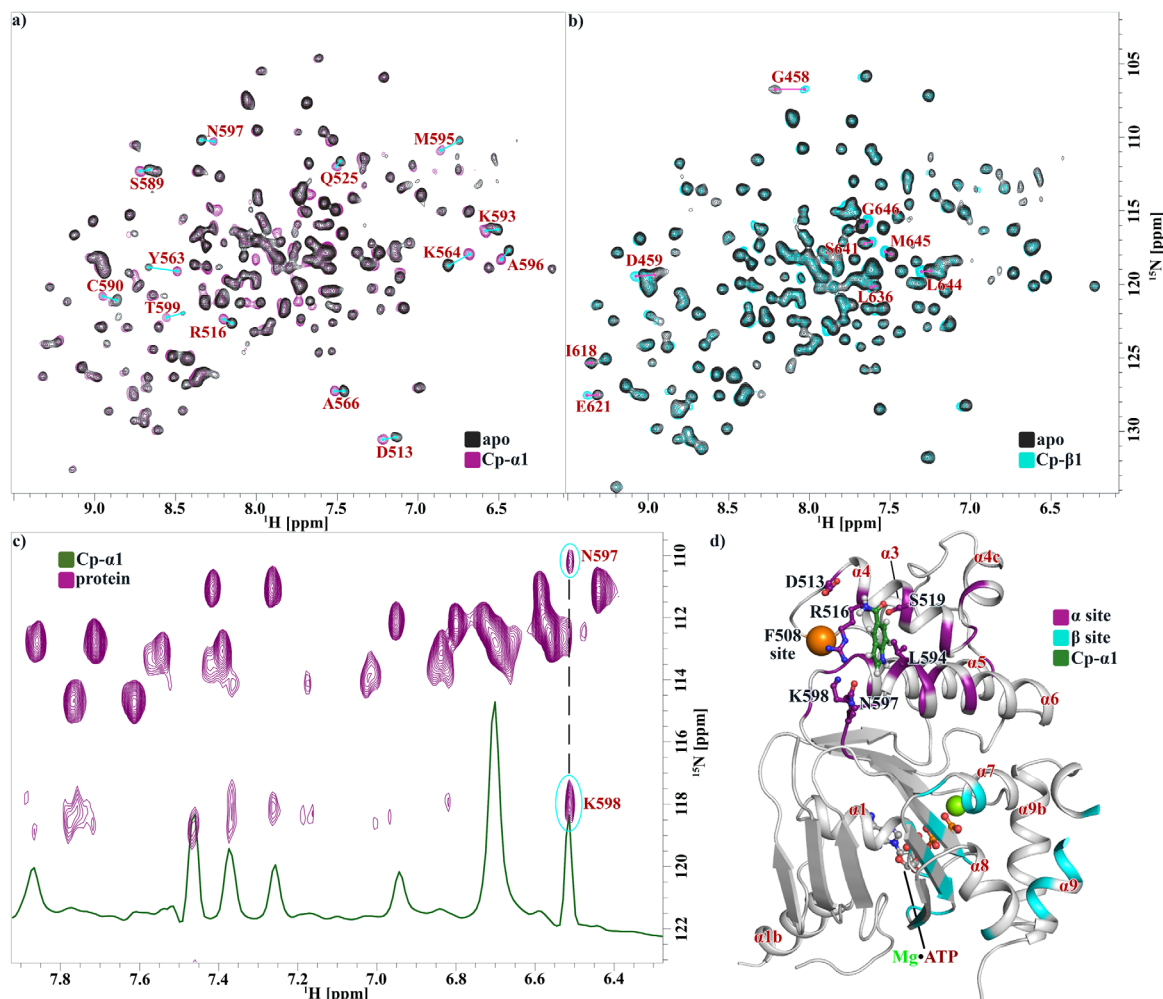 a)
N597
M595
S589
Q525
K593
Y563
K564
A596
C590
T599
R516
A566
D513
apo
Cp-α1
9.0 8.5 8.0 7.5 7.0 6.5
¹H [ppm]
b)
G458
G646
S641
M645
D459
L644
L636
I618
E621
apo
Cp-β1
9.0 8.5 8.0 7.5 7.0 6.5
¹H [ppm]
105
110
115
120
125
130
¹⁵N [ppm]
c)
Cp-α1
protein
N597
K598
110
112
114
116
118
120
122
¹⁵N [ppm]
7.8 7.6 7.4 7.2 7.0 6.8 6.6 6.4
¹H [ppm]
d)
α3
α4
α4c
D513
R516
S519
F508
site
L594
α5
K598
N597
α6
α site
β site
Cp-α1
α7
α1
α9b
α8
α9
α1b
Mg•ATP